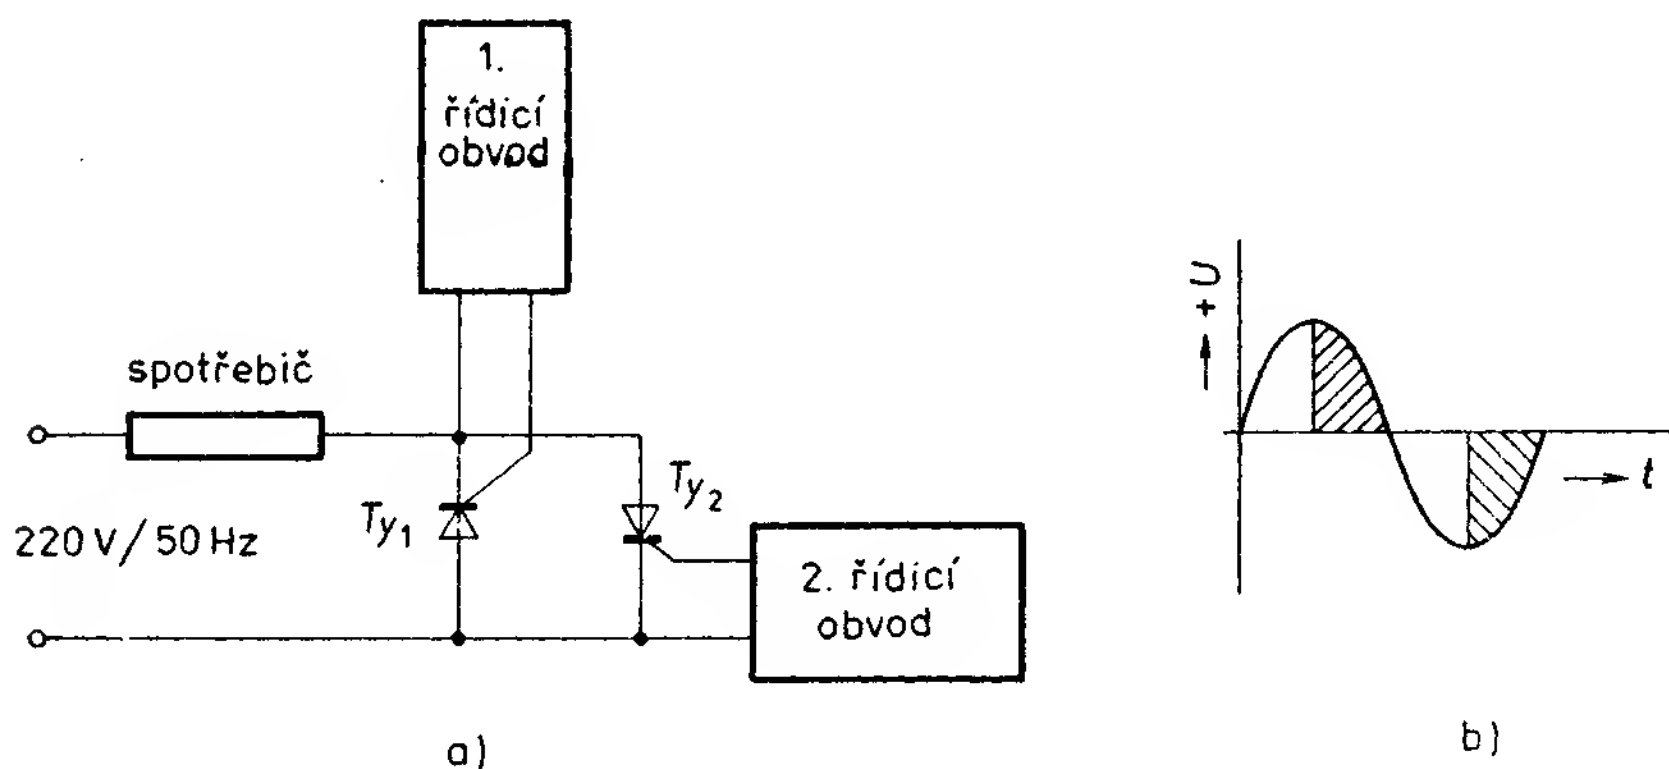 1.
řídicí
obvod
spotřebič
Ty1
Ty2
220 V/50 Hz
2. řídicí
obvod
a)
+U
t
b)